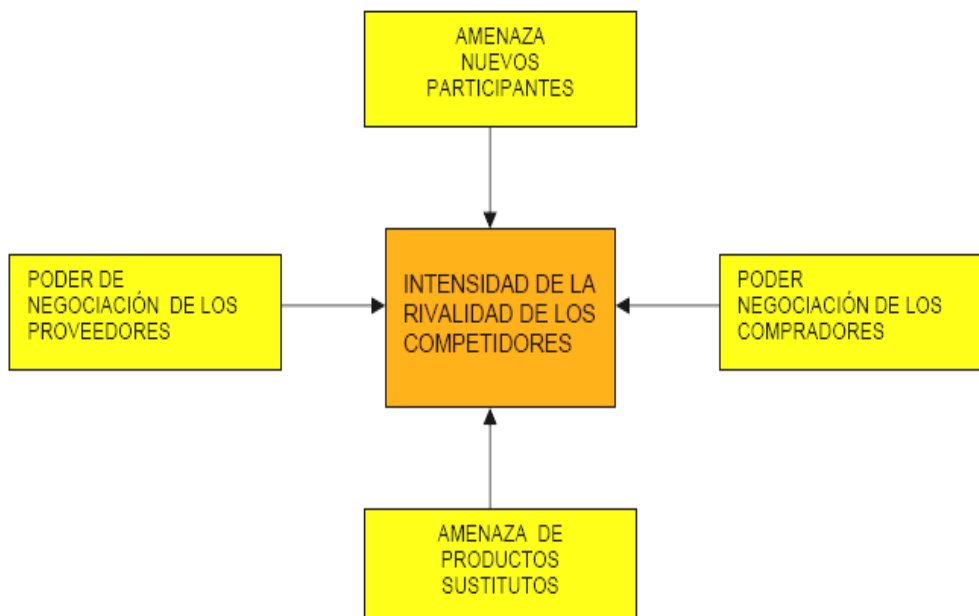 AMENAZA
NUEVOS
PARTICIPANTES
PODER DE
NEGOCIACIÓN DE LOS
PROVEEDORES
INTENSIDAD DE LA
RIVALIDAD DE LOS
COMPETIDORES
PODER
NEGOCIACIÓN DE LOS
COMPRADORES
AMENAZA DE
PRODUCTOS
SUSTITUTOS